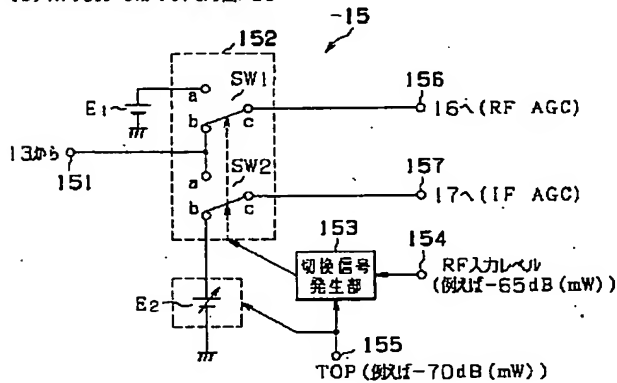 -15
152
156
SW1
a
E1
b
c
16へ(RF AGC)
13から
151
SW2
157
a
b
c
17へ(IF AGC)
153
154
切換信号
発生部
RF入力レベル
(例えば-65dB(mW))
E2
155
TOP(例えば-70dB(mW))